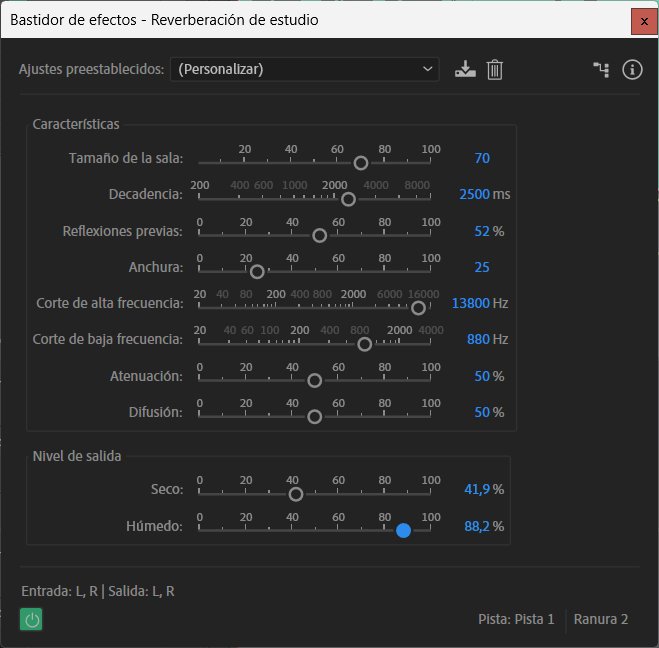 Bastidor de efectos - Reverberación de estudio
x
Ajustes preestablecidos: (Personalizar)
Características
20 40 60 80 100
Tamaño de la sala: 70
200 400 600 1000 2000 4000 8000
Decadencia: 2500 ms
0 20 40 60 80 100
Reflexiones previas: 52 %
0 20 40 60 80 100
Anchura: 25
20 40 80 200 400 800 2000 6000 16000
Corte de alta frecuencia: 13800 Hz
20 40 60 100 200 400 800 2000 4000
Corte de baja frecuencia: 880 Hz
0 20 40 60 80 100
Atenuación: 50 %
0 20 40 60 80 100
Difusión: 50 %
Nivel de salida
0 20 40 60 80 100
Seco: 41,9 %
0 20 40 60 80 100
Húmedo: 88,2 %
Entrada: L, R | Salida: L, R
Pista: Pista 1 Ranura 2